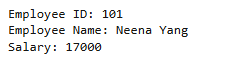 Employee ID: 101
Employee Name: Neena Yang
Salary: 17000